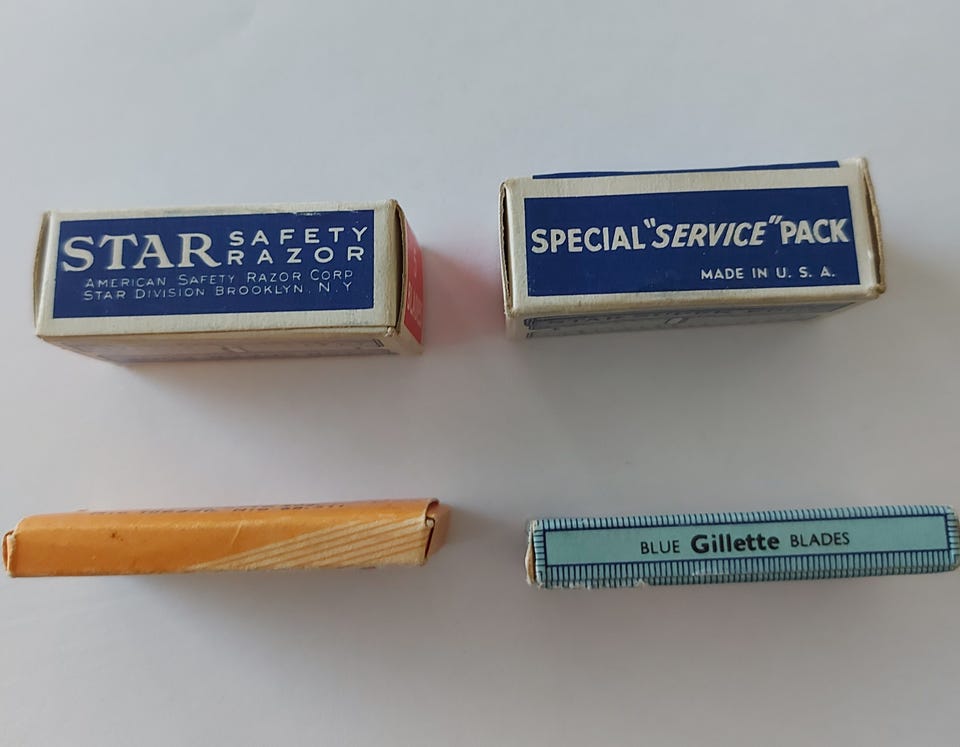 STAR SAFETY RAZOR
AMERICAN SAFETY RAZOR CORP
STAR DIVISION BROOKLYN, N.Y
SPECIAL "SERVICE" PACK
MADE IN U. S. A.
BLUE Gillette BLADES